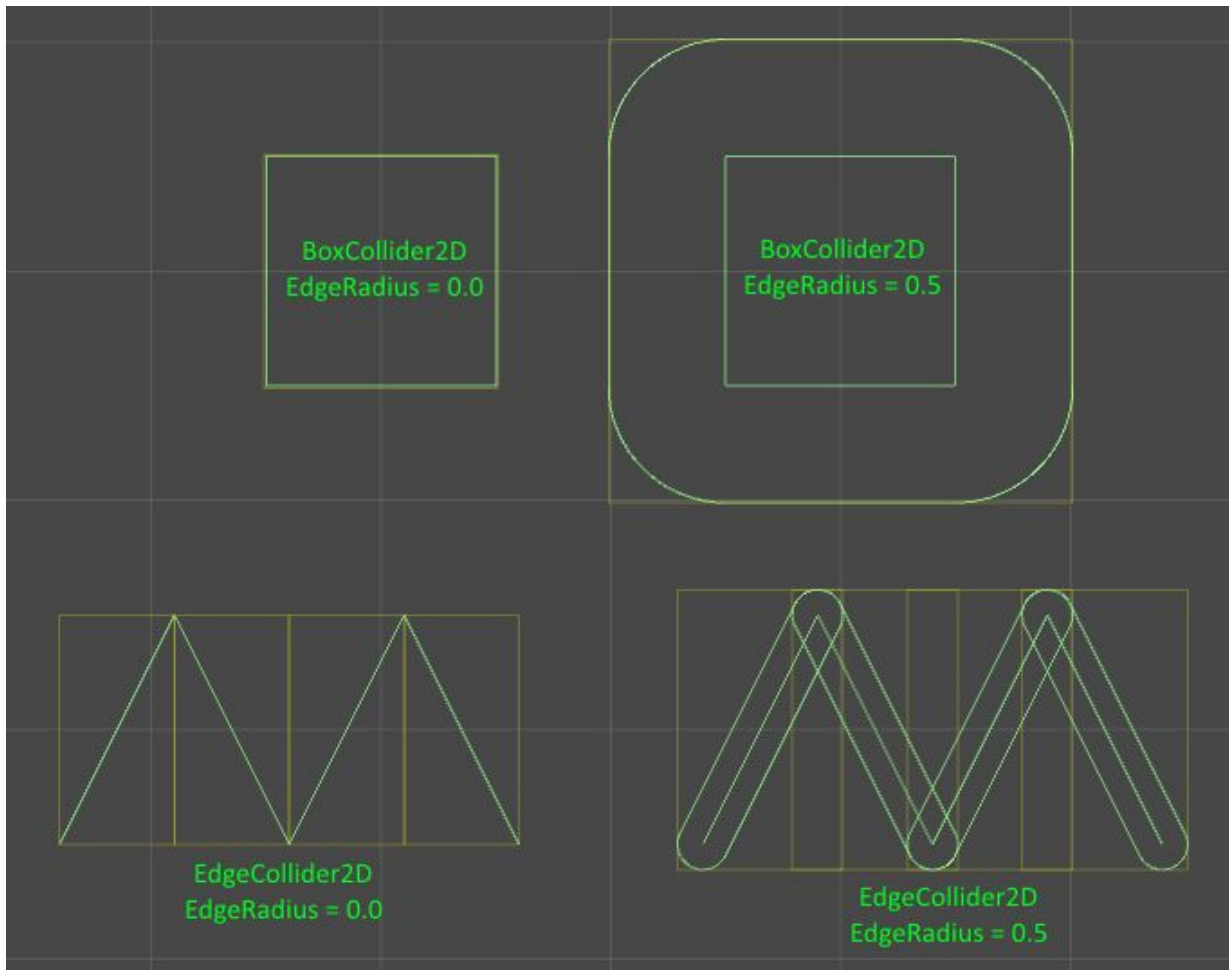 BoxCollider2D
EdgeRadius = 0.0
BoxCollider2D
EdgeRadius = 0.5
EdgeCollider2D
EdgeRadius = 0.0
EdgeCollider2D
EdgeRadius = 0.5